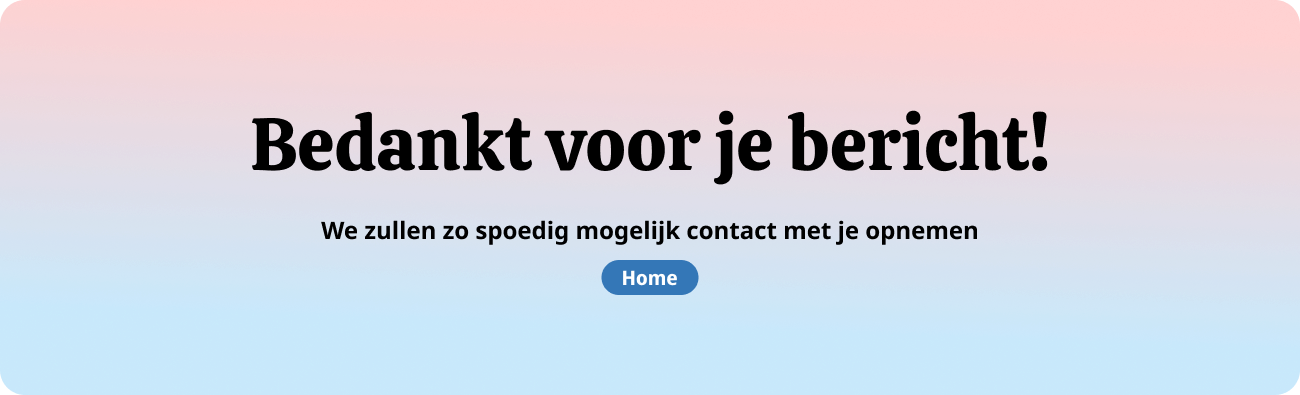 Bedankt voor je bericht!
We zullen zo spoedig mogelijk contact met je opnemen
Home